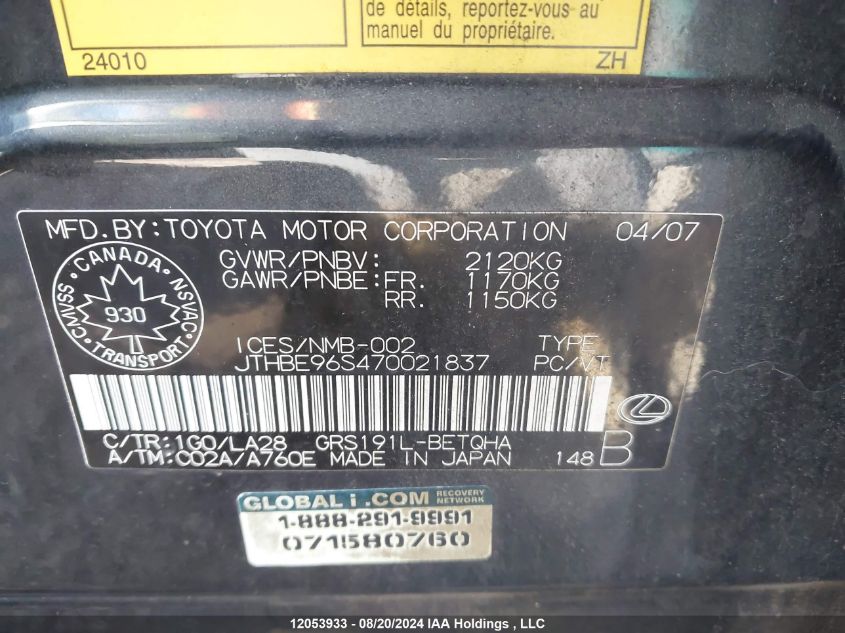 de détails, reportez-vous au
manuel du propriétaire.
24010 ZH
MFD.BY:TOYOTA MOTOR CORPORATION 04/07
GVWR/PNBV: 2120KG
GAWR/PNBE:FR. 1170KG
RR. 1150KG
CANADA
CMVSS NSVAC
930
TRANSPORT
ICES/NMB-002 TYPE
JTHBE96S470021837 PC/VT
C/TR:1G0/LA28 GRS191L-BETQHA
A/TM:C02A/A760E MADE IN JAPAN 148 B
GLOBALi.COM RECOVERY NETWORK
1-888-291-9991
071580760
12053933 - 08/20/2024 IAA Holdings, LLC